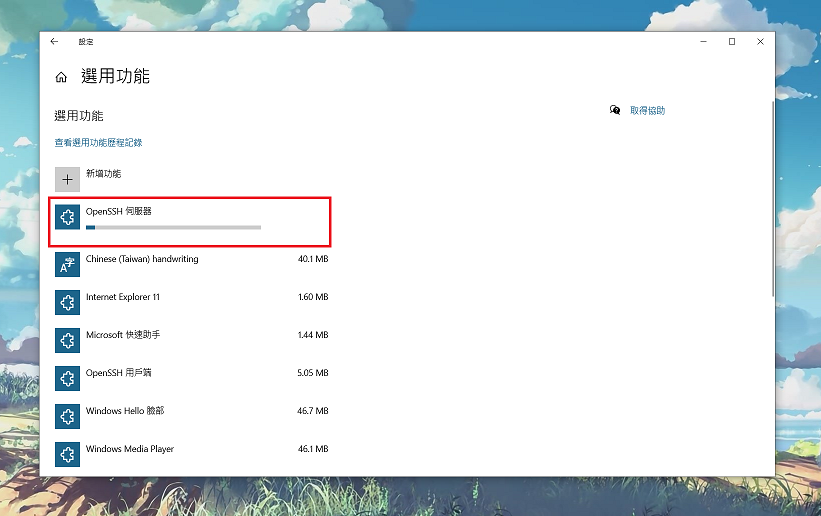 設定
選用功能
選用功能
取得協助
查看選用功能歷程記錄
新增功能
OpenSSH 伺服器
Chinese (Taiwan) handwriting 40.1 MB
Internet Explorer 11 1.60 MB
Microsoft 快速助手 1.44 MB
OpenSSH 用戶端 5.05 MB
Windows Hello 臉部 46.7 MB
Windows Media Player 46.1 MB